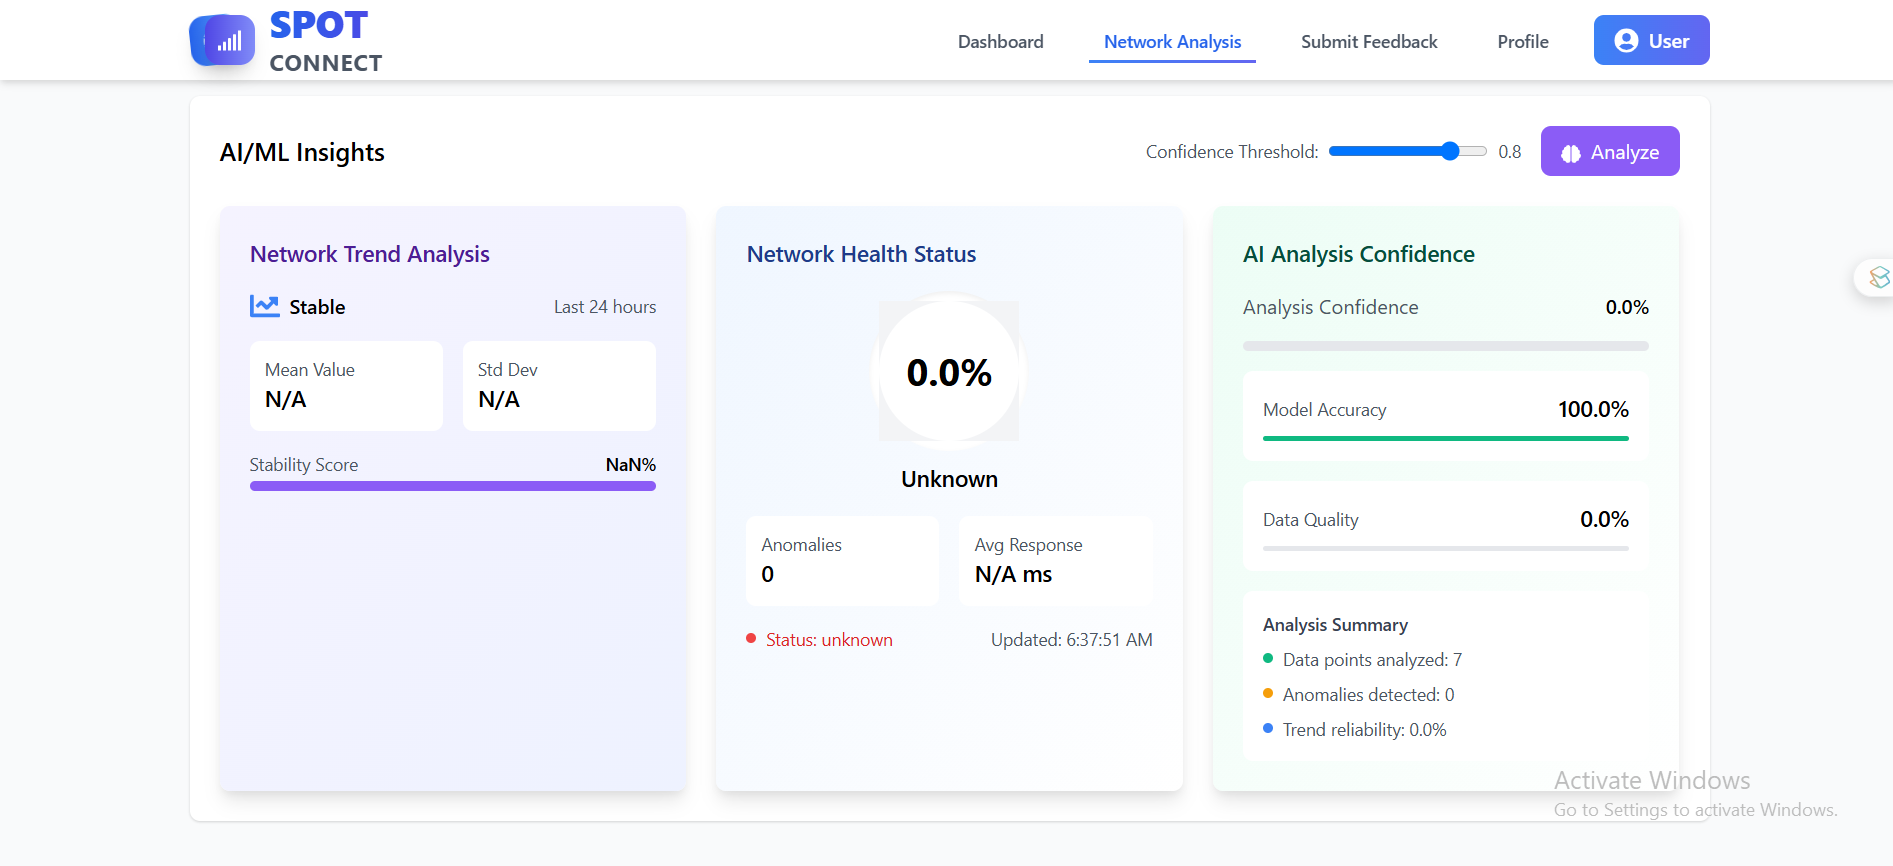 SPOT
CONNECT
Dashboard
Network Analysis
Submit Feedback
Profile
User
AI/ML Insights
Confidence Threshold:
0.8
Analyze
Network Trend Analysis
Stable
Last 24 hours
Mean Value
N/A
Std Dev
N/A
Stability Score
NaN%
Network Health Status
0.0%
Unknown
Anomalies
0
Avg Response
N/A ms
Status: unknown
Updated: 6:37:51 AM
AI Analysis Confidence
Analysis Confidence
0.0%
Model Accuracy
100.0%
Data Quality
0.0%
Analysis Summary
Data points analyzed: 7
Anomalies detected: 0
Trend reliability: 0.0%
Activate Windows
Go to Settings to activate Windows.